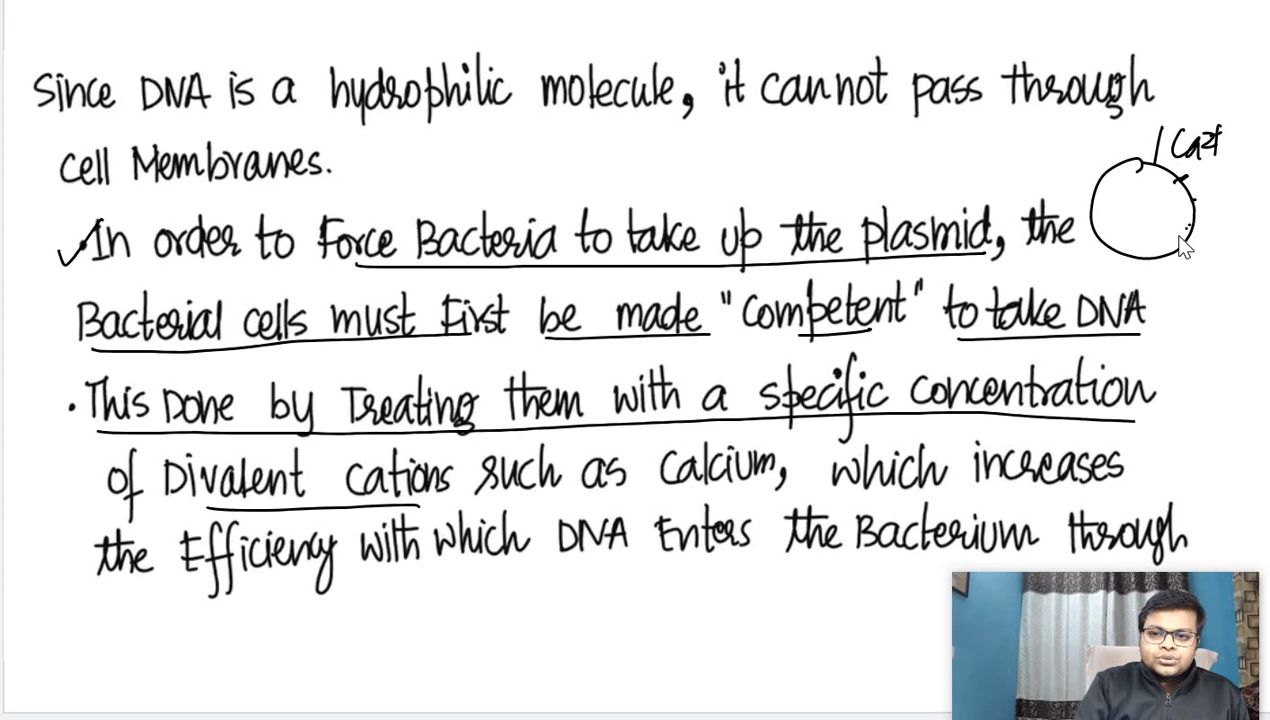 Since DNA is a hydrophilic molecule, it cannot pass through
cell Membranes.
Ca2+
In order to Force Bacteria to take up the plasmid, the
Bacterial cells must First be made "competent" to take DNA
• This Done by Treating them with a specific concentration
of Divalent cations such as calcium, which increases
the Efficiency with which DNA Enters the Bacterium through